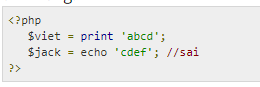 <?php
$viet = print 'abcd';
$jack = echo 'cdef'; //sai
?>